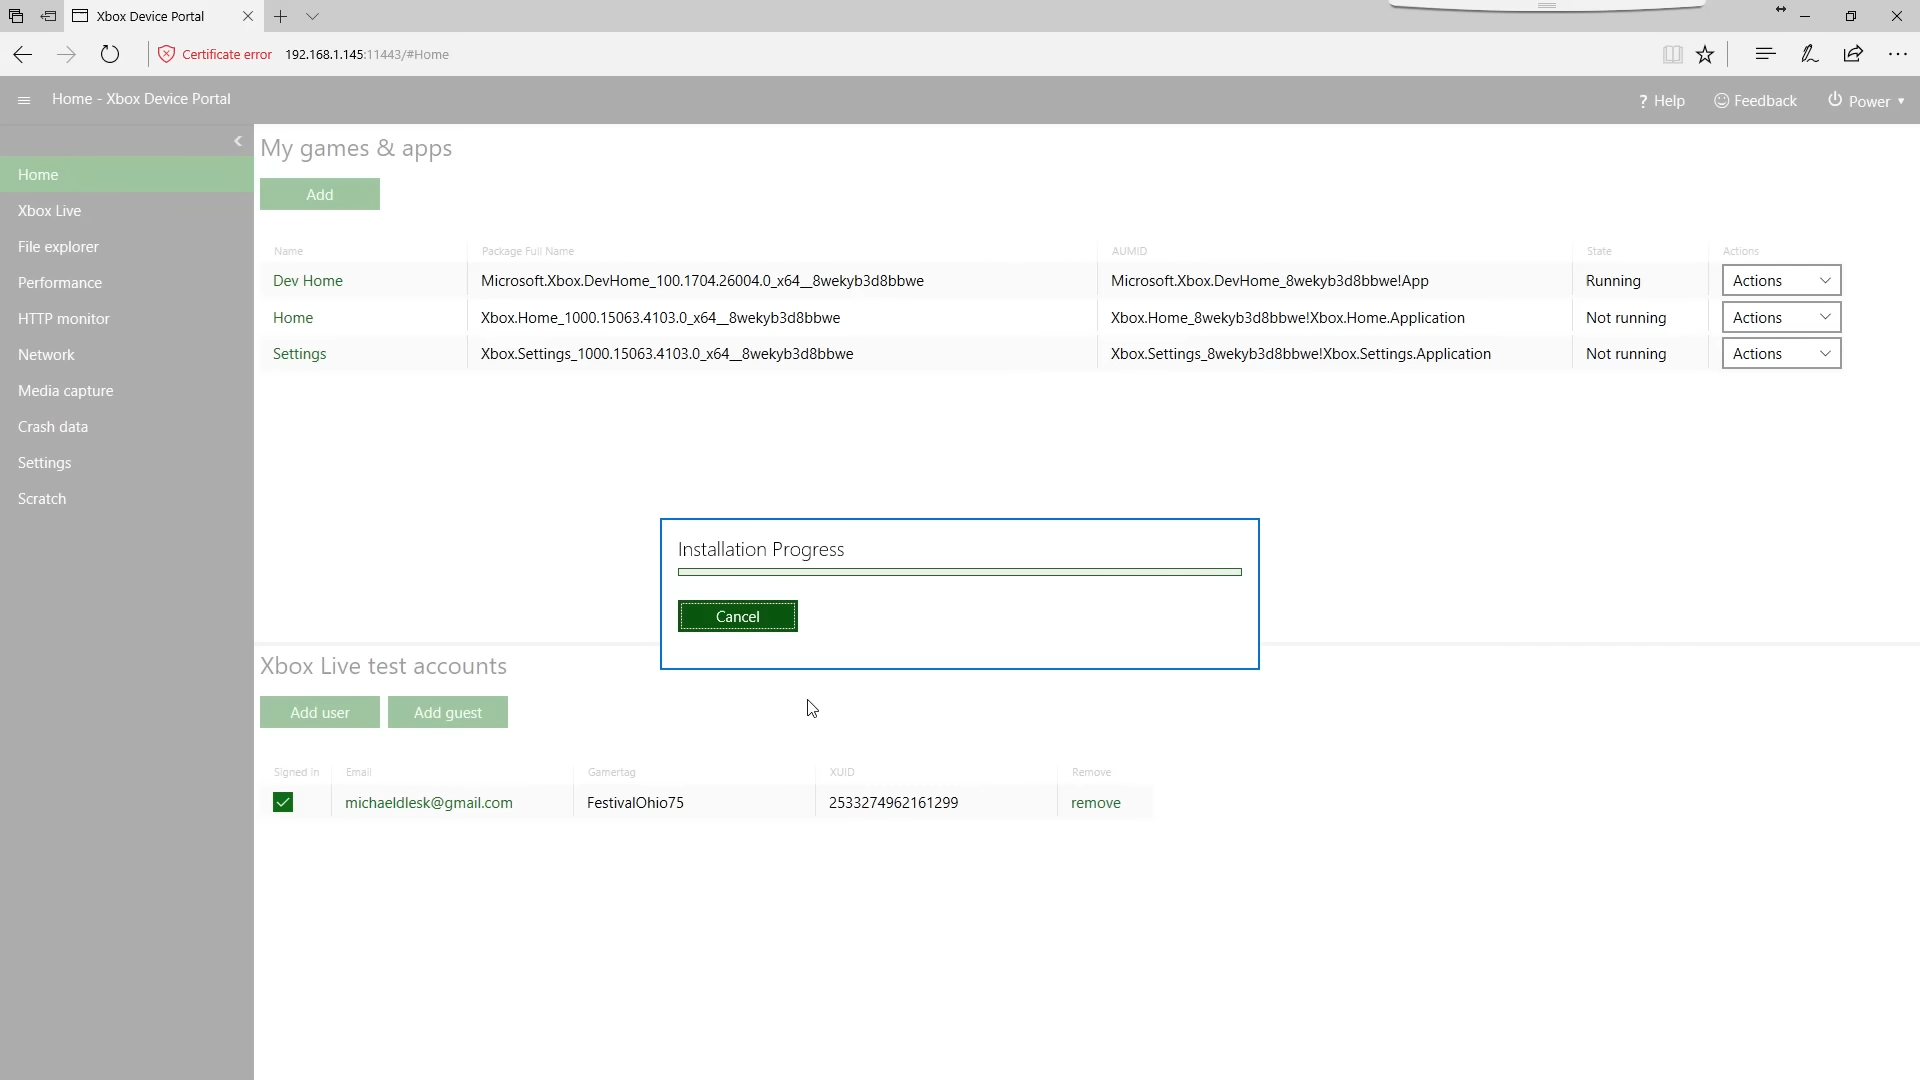 Xbox Device Portal
Certificate error 192.168.1.145:11443/#Home
Home - Xbox Device Portal
? Help Feedback Power
My games & apps
Home
Xbox Live
File explorer
Performance
HTTP monitor
Network
Media capture
Crash data
Settings
Scratch
Add
Name Package Full Name AUMID State Actions
Dev Home Microsoft.Xbox.DevHome_100.1704.26004.0_x64__8wekyb3d8bbwe Microsoft.Xbox.DevHome_8wekyb3d8bbwe!App Running Actions
Home Xbox.Home_1000.15063.4103.0_x64__8wekyb3d8bbwe Xbox.Home_8wekyb3d8bbwe!Xbox.Home.Application Not running Actions
Settings Xbox.Settings_1000.15063.4103.0_x64__8wekyb3d8bbwe Xbox.Settings_8wekyb3d8bbwe!Xbox.Settings.Application Not running Actions
Installation Progress
Cancel
Xbox Live test accounts
Add user Add guest
Signed in Email Gamertag XUID Remove
michaeldlesk@gmail.com FestivalOhio75 2533274962161299 remove